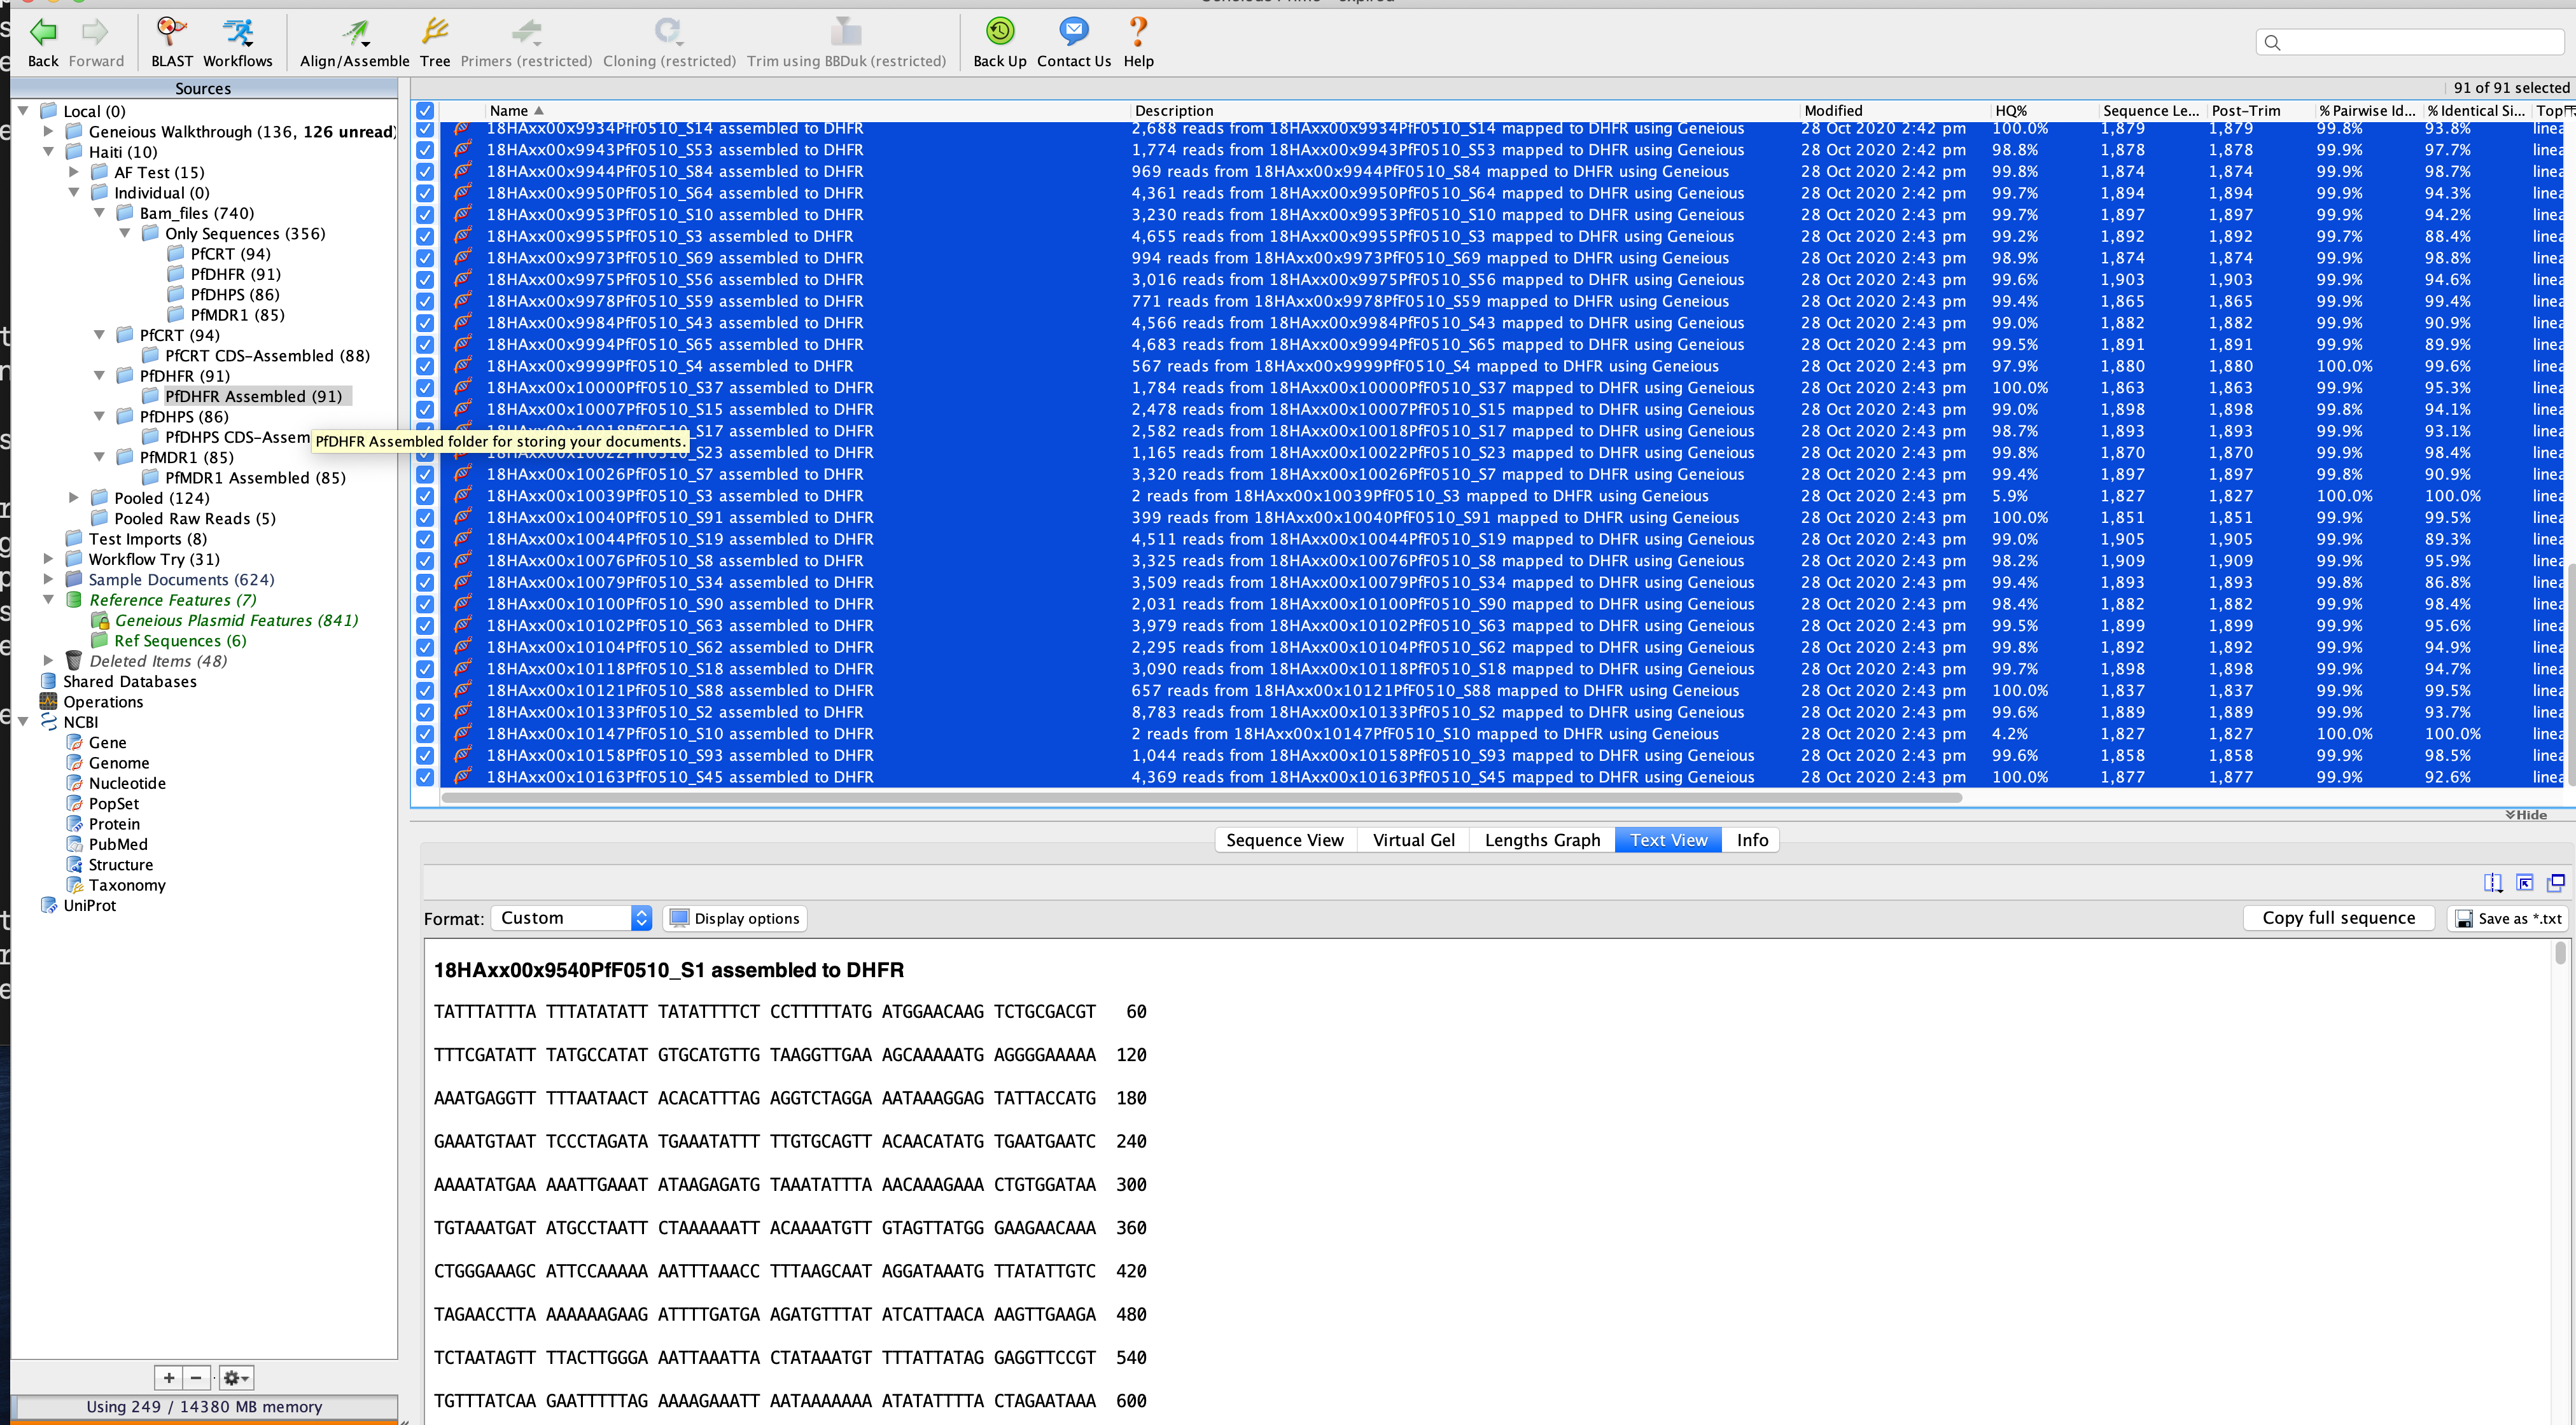 Back Forward BLAST Workflows Align/Assemble Tree Primers (restricted) Cloning (restricted) Trim using BBDuk (restricted) Back Up Contact Us Help
Sources
Local (0)
Geneious Walkthrough (136, 126 unread)
Haiti (10)
AF Test (15)
Individual (0)
Bam_files (740)
Only Sequences (356)
PfCRT (94)
PfDHFR (91)
PfDHPS (86)
PfMDR1 (85)
PfCRT (94)
PfCRT CDS-Assembled (88)
PfDHFR (91)
PfDHFR Assembled (91)
PfDHPS (86)
PfDHPS CDS-Assem
PfMDR1 (85)
PfMDR1 Assembled (85)
Pooled (124)
Pooled Raw Reads (5)
Test Imports (8)
Workflow Try (31)
Sample Documents (624)
Reference Features (7)
Geneious Plasmid Features (841)
Ref Sequences (6)
Deleted Items (48)
Shared Databases
Operations
NCBI
Gene
Genome
Nucleotide
PopSet
Protein
PubMed
Structure
Taxonomy
UniProt
Using 249 / 14380 MB memory
PfDHFR Assembled folder for storing your documents.
91 of 91 selected
Name Description Modified HQ% Sequence Le... Post-Trim % Pairwise Id... % Identical Si... Top
18HAxx00x9934PfF0510_S14 assembled to DHFR 2,688 reads from 18HAxx00x9934PfF0510_S14 mapped to DHFR using Geneious 28 Oct 2020 2:42 pm 100.0% 1,879 1,879 99.8% 93.8% linea
18HAxx00x9943PfF0510_S53 assembled to DHFR 1,774 reads from 18HAxx00x9943PfF0510_S53 mapped to DHFR using Geneious 28 Oct 2020 2:42 pm 98.8% 1,878 1,878 99.9% 97.7% linea
18HAxx00x9944PfF0510_S84 assembled to DHFR 969 reads from 18HAxx00x9944PfF0510_S84 mapped to DHFR using Geneious 28 Oct 2020 2:42 pm 99.8% 1,874 1,874 99.9% 98.7% linea
18HAxx00x9950PfF0510_S64 assembled to DHFR 4,361 reads from 18HAxx00x9950PfF0510_S64 mapped to DHFR using Geneious 28 Oct 2020 2:42 pm 99.7% 1,894 1,894 99.9% 94.3% linea
18HAxx00x9953PfF0510_S10 assembled to DHFR 3,230 reads from 18HAxx00x9953PfF0510_S10 mapped to DHFR using Geneious 28 Oct 2020 2:43 pm 99.7% 1,897 1,897 99.9% 94.2% linea
18HAxx00x9955PfF0510_S3 assembled to DHFR 4,655 reads from 18HAxx00x9955PfF0510_S3 mapped to DHFR using Geneious 28 Oct 2020 2:43 pm 99.2% 1,892 1,892 99.7% 88.4% linea
18HAxx00x9973PfF0510_S69 assembled to DHFR 994 reads from 18HAxx00x9973PfF0510_S69 mapped to DHFR using Geneious 28 Oct 2020 2:43 pm 98.9% 1,874 1,874 99.9% 98.8% linea
18HAxx00x9975PfF0510_S56 assembled to DHFR 3,016 reads from 18HAxx00x9975PfF0510_S56 mapped to DHFR using Geneious 28 Oct 2020 2:43 pm 99.6% 1,903 1,903 99.9% 94.6% linea
18HAxx00x9978PfF0510_S59 assembled to DHFR 771 reads from 18HAxx00x9978PfF0510_S59 mapped to DHFR using Geneious 28 Oct 2020 2:43 pm 99.4% 1,865 1,865 99.9% 99.4% linea
18HAxx00x9984PfF0510_S43 assembled to DHFR 4,566 reads from 18HAxx00x9984PfF0510_S43 mapped to DHFR using Geneious 28 Oct 2020 2:43 pm 99.0% 1,882 1,882 99.9% 90.9% linea
18HAxx00x9994PfF0510_S65 assembled to DHFR 4,683 reads from 18HAxx00x9994PfF0510_S65 mapped to DHFR using Geneious 28 Oct 2020 2:43 pm 99.5% 1,891 1,891 99.9% 89.9% linea
18HAxx00x9999PfF0510_S4 assembled to DHFR 567 reads from 18HAxx00x9999PfF0510_S4 mapped to DHFR using Geneious 28 Oct 2020 2:43 pm 97.9% 1,880 1,880 100.0% 99.6% linea
18HAxx00x10000PfF0510_S37 assembled to DHFR 1,784 reads from 18HAxx00x10000PfF0510_S37 mapped to DHFR using Geneious 28 Oct 2020 2:43 pm 100.0% 1,863 1,863 99.9% 95.3% linea
18HAxx00x10007PfF0510_S15 assembled to DHFR 2,478 reads from 18HAxx00x10007PfF0510_S15 mapped to DHFR using Geneious 28 Oct 2020 2:43 pm 99.0% 1,898 1,898 99.8% 94.1% linea
18HAxx00x10018PfF0510_S17 assembled to DHFR 2,582 reads from 18HAxx00x10018PfF0510_S17 mapped to DHFR using Geneious 28 Oct 2020 2:43 pm 98.7% 1,893 1,893 99.9% 93.1% linea
18HAxx00x10022PfF0510_S23 assembled to DHFR 1,165 reads from 18HAxx00x10022PfF0510_S23 mapped to DHFR using Geneious 28 Oct 2020 2:43 pm 99.8% 1,870 1,870 99.9% 98.4% linea
18HAxx00x10026PfF0510_S7 assembled to DHFR 3,320 reads from 18HAxx00x10026PfF0510_S7 mapped to DHFR using Geneious 28 Oct 2020 2:43 pm 99.4% 1,897 1,897 99.8% 90.9% linea
18HAxx00x10039PfF0510_S3 assembled to DHFR 2 reads from 18HAxx00x10039PfF0510_S3 mapped to DHFR using Geneious 28 Oct 2020 2:43 pm 5.9% 1,827 1,827 100.0% 100.0% linea
18HAxx00x10040PfF0510_S91 assembled to DHFR 399 reads from 18HAxx00x10040PfF0510_S91 mapped to DHFR using Geneious 28 Oct 2020 2:43 pm 100.0% 1,851 1,851 99.9% 99.5% linea
18HAxx00x10044PfF0510_S19 assembled to DHFR 4,511 reads from 18HAxx00x10044PfF0510_S19 mapped to DHFR using Geneious 28 Oct 2020 2:43 pm 99.0% 1,905 1,905 99.9% 89.3% linea
18HAxx00x10076PfF0510_S8 assembled to DHFR 3,325 reads from 18HAxx00x10076PfF0510_S8 mapped to DHFR using Geneious 28 Oct 2020 2:43 pm 98.2% 1,909 1,909 99.9% 95.9% linea
18HAxx00x10079PfF0510_S34 assembled to DHFR 3,509 reads from 18HAxx00x10079PfF0510_S34 mapped to DHFR using Geneious 28 Oct 2020 2:43 pm 99.4% 1,893 1,893 99.8% 86.8% linea
18HAxx00x10100PfF0510_S90 assembled to DHFR 2,031 reads from 18HAxx00x10100PfF0510_S90 mapped to DHFR using Geneious 28 Oct 2020 2:43 pm 98.4% 1,882 1,882 99.9% 98.4% linea
18HAxx00x10102PfF0510_S63 assembled to DHFR 3,979 reads from 18HAxx00x10102PfF0510_S63 mapped to DHFR using Geneious 28 Oct 2020 2:43 pm 99.5% 1,899 1,899 99.9% 95.6% linea
18HAxx00x10104PfF0510_S62 assembled to DHFR 2,295 reads from 18HAxx00x10104PfF0510_S62 mapped to DHFR using Geneious 28 Oct 2020 2:43 pm 99.8% 1,892 1,892 99.9% 94.9% linea
18HAxx00x10118PfF0510_S18 assembled to DHFR 3,090 reads from 18HAxx00x10118PfF0510_S18 mapped to DHFR using Geneious 28 Oct 2020 2:43 pm 99.7% 1,898 1,898 99.9% 94.7% linea
18HAxx00x10121PfF0510_S88 assembled to DHFR 657 reads from 18HAxx00x10121PfF0510_S88 mapped to DHFR using Geneious 28 Oct 2020 2:43 pm 100.0% 1,837 1,837 99.9% 99.5% linea
18HAxx00x10133PfF0510_S2 assembled to DHFR 8,783 reads from 18HAxx00x10133PfF0510_S2 mapped to DHFR using Geneious 28 Oct 2020 2:43 pm 99.6% 1,889 1,889 99.9% 93.7% linea
18HAxx00x10147PfF0510_S10 assembled to DHFR 2 reads from 18HAxx00x10147PfF0510_S10 mapped to DHFR using Geneious 28 Oct 2020 2:43 pm 4.2% 1,827 1,827 100.0% 100.0% linea
18HAxx00x10158PfF0510_S93 assembled to DHFR 1,044 reads from 18HAxx00x10158PfF0510_S93 mapped to DHFR using Geneious 28 Oct 2020 2:43 pm 99.6% 1,858 1,858 99.9% 98.5% linea
18HAxx00x10163PfF0510_S45 assembled to DHFR 4,369 reads from 18HAxx00x10163PfF0510_S45 mapped to DHFR using Geneious 28 Oct 2020 2:43 pm 100.0% 1,877 1,877 99.9% 92.6% linea
Hide
Sequence View Virtual Gel Lengths Graph Text View Info
Format: Custom Display options Copy full sequence Save as *.txt
18HAxx00x9540PfF0510_S1 assembled to DHFR
TATTTATTTA TTTATATATT TATATTTTCT CCTTTTTATG ATGGAACAAG TCTGCGACGT 60
TTTCGATATT TATGCCATAT GTGCATGTTG TAAGGTTGAA AGCAAAAATG AGGGGAAAAA 120
AAATGAGGTT TTTAATAACT ACACATTTAG AGGTCTAGGA AATAAAGGAG TATTACCATG 180
GAAATGTAAT TCCCTAGATA TGAAATATTT TTGTGCAGTT ACAACATATG TGAATGAATC 240
AAAATATGAA AAATTGAAAT ATAAGAGATG TAAATATTTA AACAAAGAAA CTGTGGATAA 300
TGTAAATGAT ATGCCTAATT CTAAAAAATT ACAAAATGTT GTAGTTATGG GAAGAACAAA 360
CTGGGAAAGC ATTCCAAAAA AATTTAAACC TTTAAGCAAT AGGATAAATG TTATATTGTC 420
TAGAACCTTA AAAAAAGAAG ATTTTGATGA AGATGTTTAT ATCATTAACA AAGTTGAAGA 480
TCTAATAGTT TTACTTGGGA AATTAAATTA CTATAAATGT TTTATTATAG GAGGTTCCGT 540
TGTTTATCAA GAATTTTTAG AAAAGAAATT AATAAAAAAA ATATATTTTA CTAGAATAAA 600